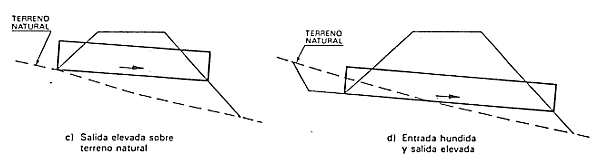 TERRENO
NATURAL
c) Salida elevada sobre
terreno natural
TERRENO
NATURAL
d) Entrada hundida
y salida elevada